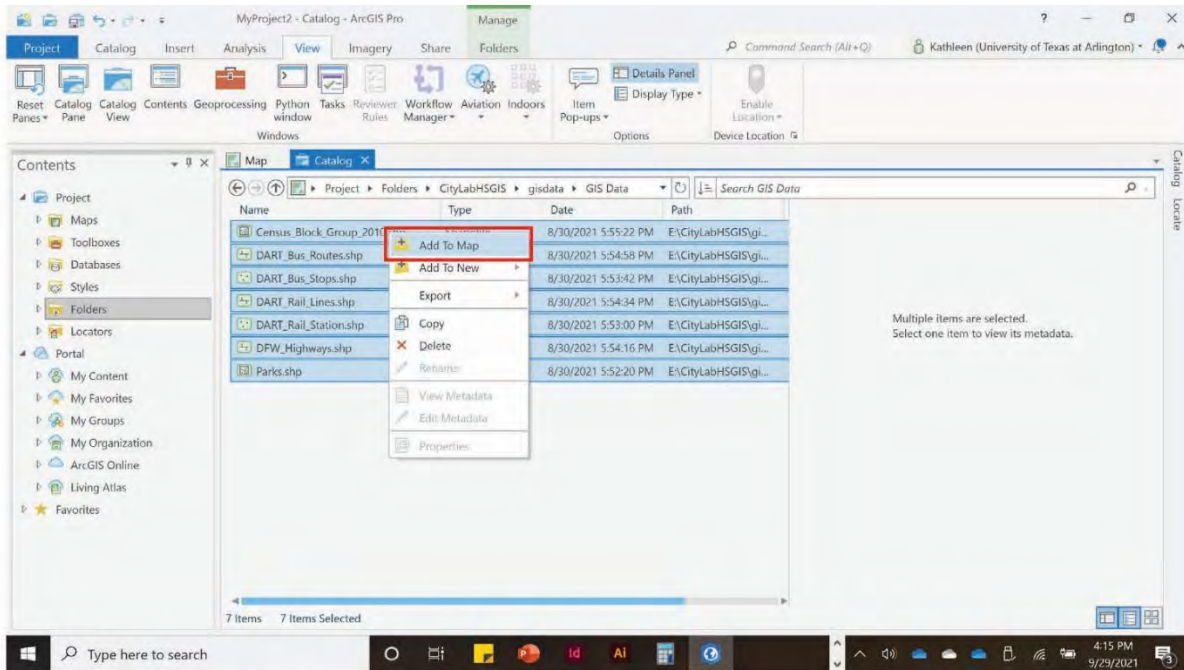 MyProject2 - Catalog - ArcGIS Pro
Manage
?
Project Catalog Insert Analysis View Imagery Share Folders
Command Search (Alt+Q)
Kathleen (University of Texas at Arlington)
Reset Panes
Catalog Pane
Catalog View
Contents
Geoprocessing
Python window
Tasks
Reviewer Rules
Workflow Manager
Aviation
Indoors
Item Pop-ups
Details Panel
Display Type
Enable Location
Windows
Options
Device Location
Contents
Project
Maps
Toolboxes
Databases
Styles
Folders
Locators
Portal
My Content
My Favorites
My Groups
My Organization
ArcGIS Online
Living Atlas
Favorites
Map
Catalog
Project Folders CityLabHSGIS gisdata GIS Data
Search GIS Data
Name Type Date Path
Census_Block_Group_2010 8/30/2021 5:55:22 PM E:\CityLabHSGIS\gi...
DART_Bus_Routes.shp 8/30/2021 5:54:58 PM E:\CityLabHSGIS\gi...
DART_Bus_Stops.shp 8/30/2021 5:53:42 PM E:\CityLabHSGIS\gi...
DART_Rail_Lines.shp 8/30/2021 5:54:34 PM E:\CityLabHSGIS\gi...
DART_Rail_Station.shp 8/30/2021 5:53:00 PM E:\CityLabHSGIS\gi...
DFW_Highways.shp 8/30/2021 5:54:16 PM E:\CityLabHSGIS\gi...
Parks.shp 8/30/2021 5:52:20 PM E:\CityLabHSGIS\gi...
Add To Map
Add To New
Export
Copy
Delete
Rename
View Metadata
Edit Metadata
Properties
Multiple items are selected.
Select one item to view its metadata.
Catalog
Locate
7 Items 7 Items Selected
Type here to search
Id
Ai
4:15 PM
9/29/2021
3